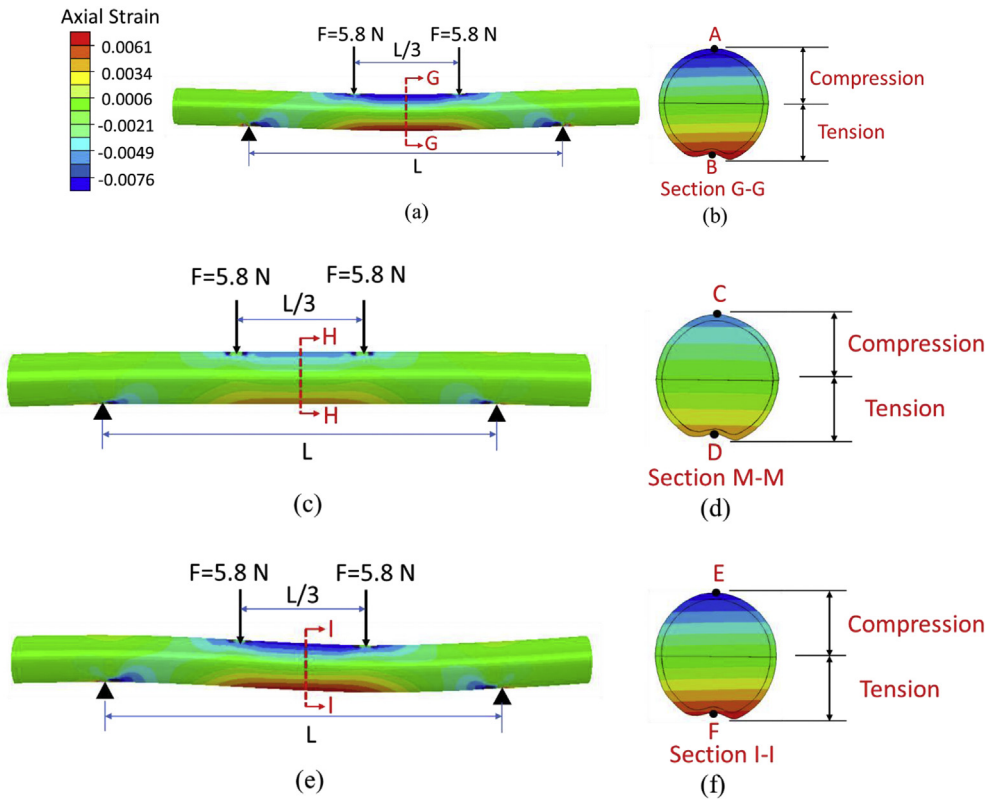 Axial Strain
0.0061
0.0034
0.0006
-0.0021
-0.0049
-0.0076
F=5.8 N F=5.8 N
L/3
G
G
L
(a)
A
Compression
Tension
B
Section G-G
(b)
F=5.8 N F=5.8 N
L/3
H
H
L
(c)
C
Compression
Tension
D
Section M-M
(d)
F=5.8 N F=5.8 N
L/3
I
I
L
(e)
E
Compression
Tension
F
Section I-I
(f)